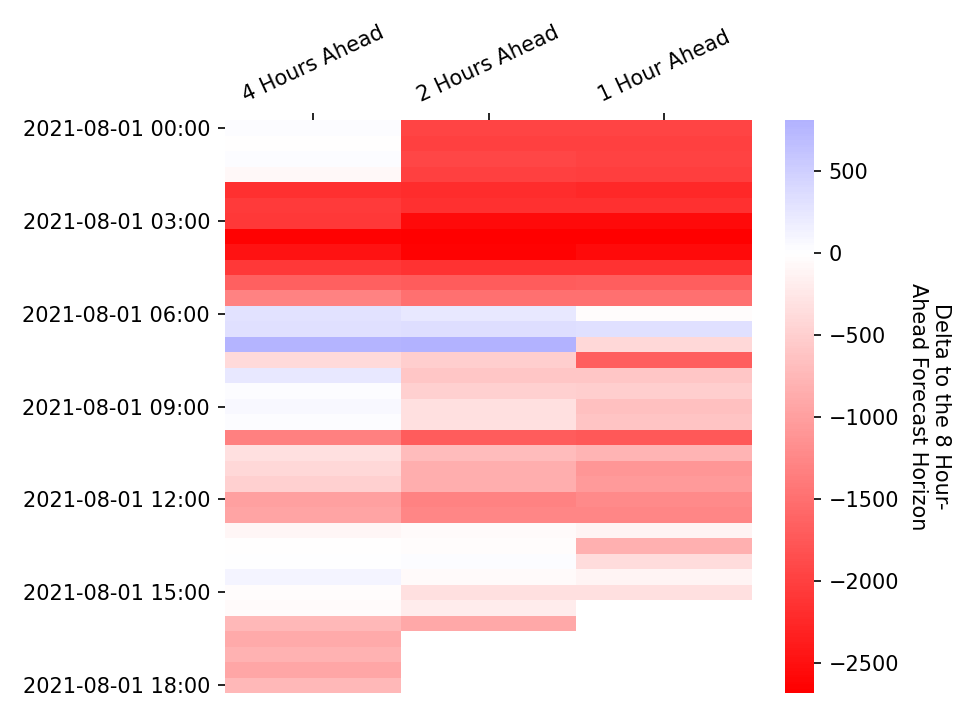 4 Hours Ahead
2 Hours Ahead
1 Hour Ahead
2021-08-01 00:00
2021-08-01 03:00
2021-08-01 06:00
2021-08-01 09:00
2021-08-01 12:00
2021-08-01 15:00
2021-08-01 18:00
500
0
−500
−1000
−1500
−2000
−2500
Delta to the 8 Hour-
Ahead Forecast Horizon